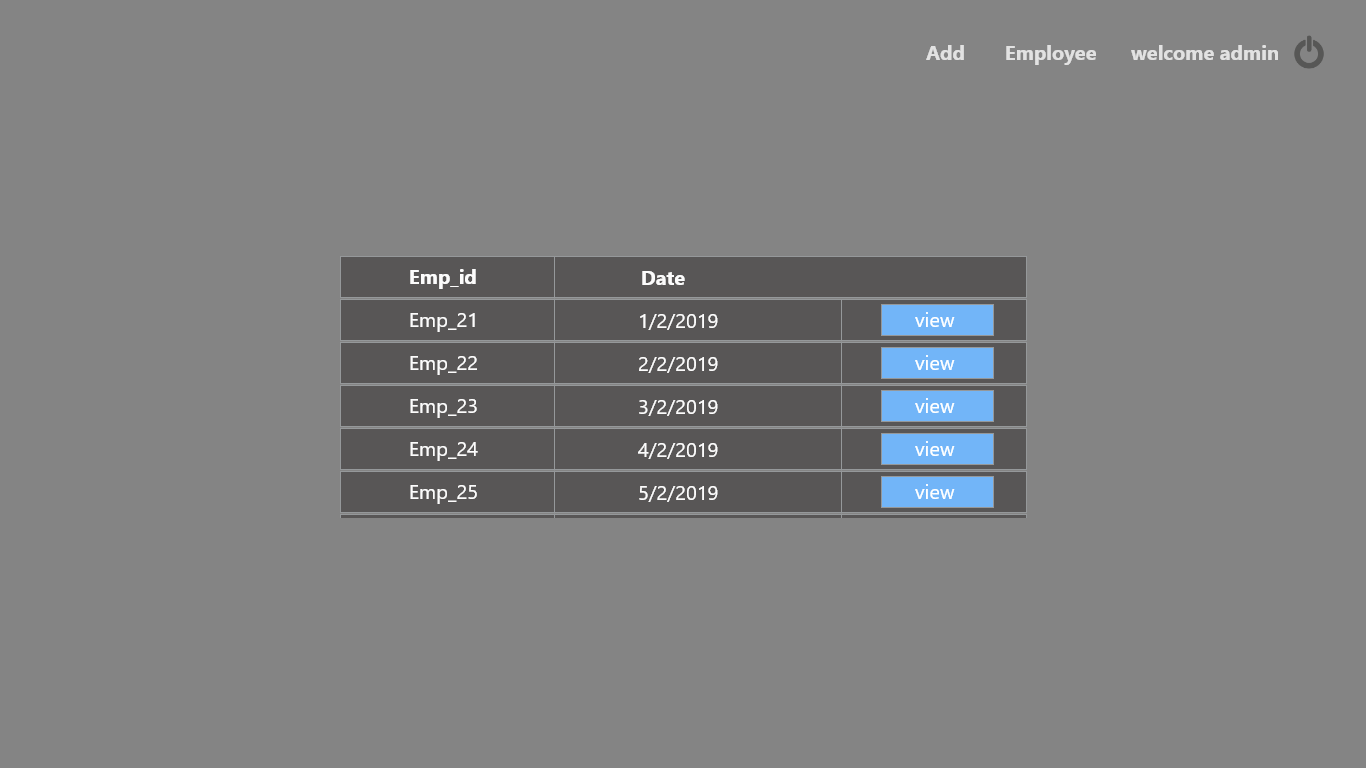 Add Employee welcome admin
Emp_id Date
Emp_21 1/2/2019 view
Emp_22 2/2/2019 view
Emp_23 3/2/2019 view
Emp_24 4/2/2019 view
Emp_25 5/2/2019 view